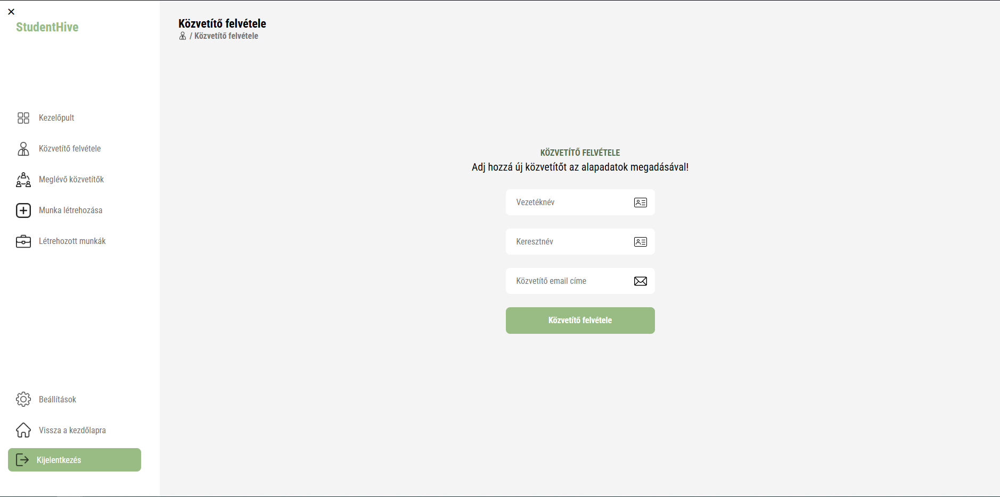 StudentHive
Kezelőpult
Közvetítő felvétele
Meglévő közvetítők
Munka létrehozása
Létrehozott munkák
Beállítások
Vissza a kezdőlapra
Kijelentkezés
Közvetítő felvétele
/ Közvetítő felvétele
KÖZVETÍTŐ FELVÉTELE
Adj hozzá új közvetítőt az alapadatok megadásával!
Vezetéknév
Keresztnév
Közvetítő email címe
Közvetítő felvétele